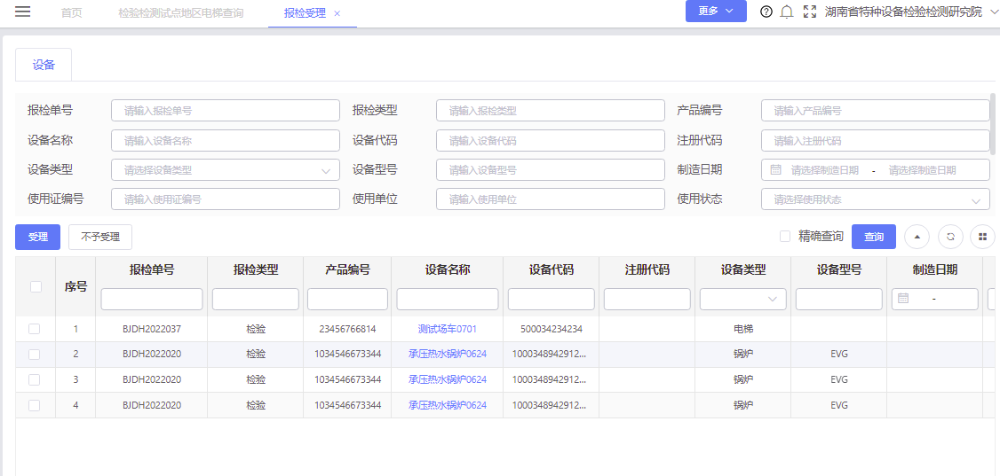 首页 检验检测试点地区电梯查询 报检受理 × 更多 湖南省特种设备检验检测研究院
设备
报检单号 请输入报检单号 报检类型 请输入报检类型 产品编号 请输入产品编号
设备名称 请输入设备名称 设备代码 请输入设备代码 注册代码 请输入注册代码
设备类型 请选择设备类型 设备型号 请输入设备型号 制造日期 请选择制造日期 - 请选择制造日期
使用证编号 请输入使用证编号 使用单位 请输入使用单位 使用状态 请选择使用状态
受理 不予受理 精确查询 查询
序号 报检单号 报检类型 产品编号 设备名称 设备代码 注册代码 设备类型 设备型号 制造日期
-
1 BJDH2022037 检验 23456766814 测试场车0701 500034234234 电梯
2 BJDH2022020 检验 1034546673344 承压热水锅炉0624 1000348942912... 锅炉 EVG
3 BJDH2022020 检验 1034546673344 承压热水锅炉0624 1000348942912... 锅炉 EVG
4 BJDH2022020 检验 1034546673344 承压热水锅炉0624 1000348942912... 锅炉 EVG